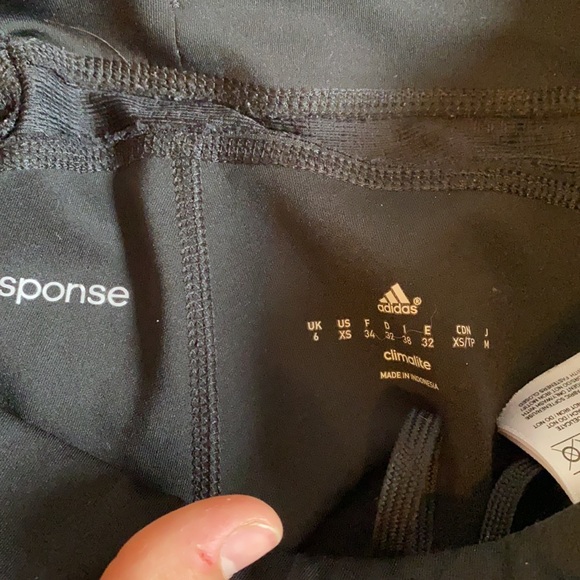 sponse
adidas®
UK US F D I E CDN J
6 XS 34 32 38 32 XS/TP M
climalite
MADE IN INDONESIA